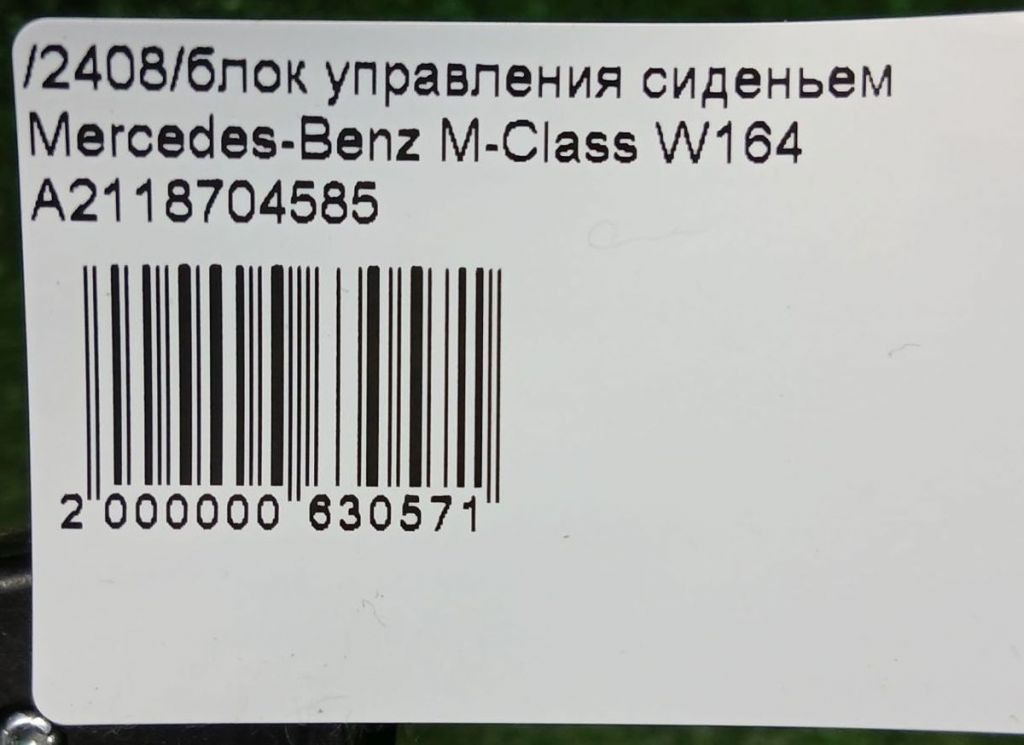 /2408/блок управления сиденьем
Mercedes-Benz M-Class W164
A2118704585
2 000000 630571